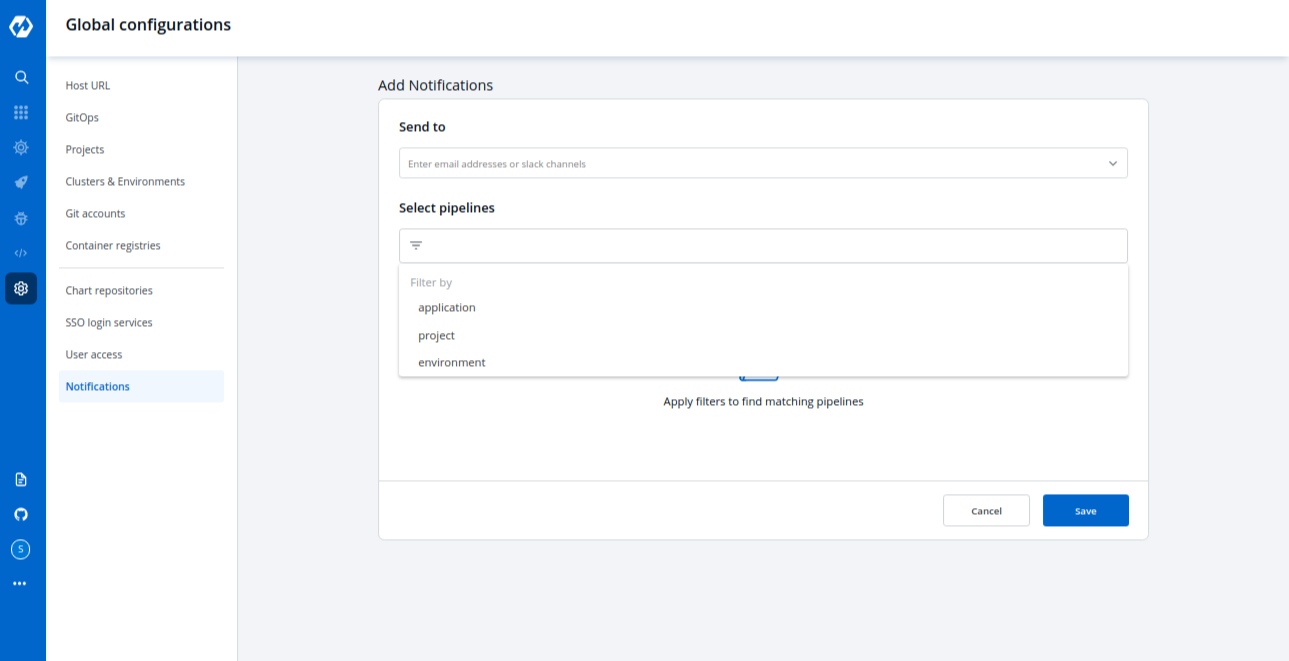 Global configurations
Host URL
GitOps
Projects
Clusters & Environments
Git accounts
Container registries
Chart repositories
SSO login services
User access
Notifications
S
Add Notifications
Send to
Enter email addresses or slack channels
Select pipelines
Filter by
application
project
environment
Apply filters to find matching pipelines
Cancel
Save